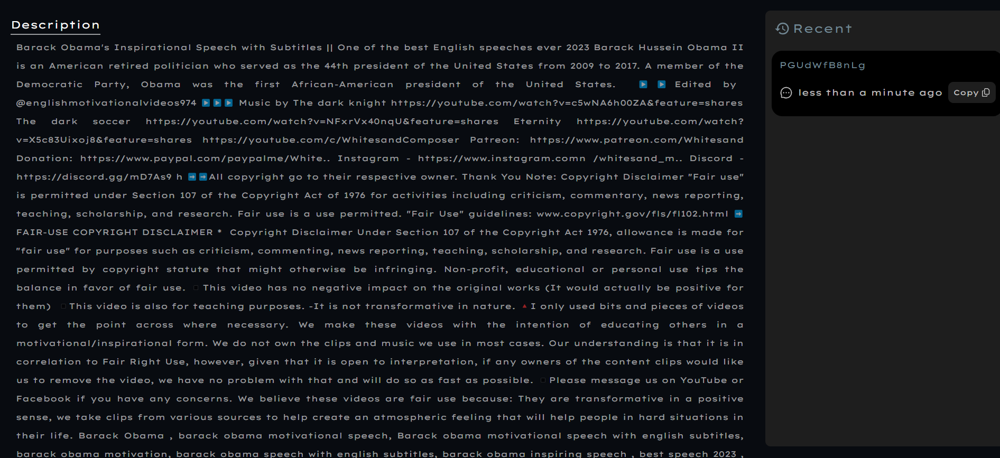 Description
Barack Obama's Inspirational Speech with Subtitles || One of the best English speeches ever 2023 Barack Hussein Obama II
is an American retired politician who served as the 44th president of the United States from 2009 to 2017. A member of the
Democratic Party, Obama was the first African-American president of the United States. ▶ ▶ Edited by
@englishmotivationalvideos974 ▶▶▶ Music by The dark knight https://youtube.com/watch?v=c5wNA6h00ZA&feature=shares
The dark soccer https://youtube.com/watch?v=NFxrVx40nqU&feature=shares Eternity https://youtube.com/watch?
v=X5c83Uixoj8&feature=shares https://youtube.com/c/WhitesandComposer Patreon: https://www.patreon.com/Whitesand
Donation: https://www.paypal.com/paypalme/White.. Instagram - https://www.instagram.comn /whitesand_m.. Discord -
https://discord.gg/mD7As9 h ➡➡All copyright go to their respective owner. Thank You Note: Copyright Disclaimer "Fair use"
is permitted under Section 107 of the Copyright Act of 1976 for activities including criticism, commentary, news reporting,
teaching, scholarship, and research. Fair use is a use permitted. "Fair Use" guidelines: www.copyright.gov/fls/fl102.html ➡
FAIR-USE COPYRIGHT DISCLAIMER * Copyright Disclaimer Under Section 107 of the Copyright Act 1976, allowance is made for
"fair use" for purposes such as criticism, commenting, news reporting, teaching, scholarship, and research. Fair use is a use
permitted by copyright statute that might otherwise be infringing. Non-profit, educational or personal use tips the
balance in favor of fair use. ◻This video has no negative impact on the original works (It would actually be positive for
them) ◻This video is also for teaching purposes. -It is not transformative in nature. 🔺I only used bits and pieces of videos
to get the point across where necessary. We make these videos with the intention of educating others in a
motivational/inspirational form. We do not own the clips and music we use in most cases. Our understanding is that it is in
correlation to Fair Right Use, however, given that it is open to interpretation, if any owners of the content clips would like
us to remove the video, we have no problem with that and will do so as fast as possible. ◻Please message us on YouTube or
Facebook if you have any concerns. We believe these videos are fair use because: They are transformative in a positive
sense, we take clips from various sources to help create an atmospheric feeling that will help people in hard situations in
their life. Barack Obama , barack obama motivational speech, Barack obama motivational speech with english subtitles,
barack obama motivation, barack obama speech with english subtitles, barack obama inspiring speech , best speech 2023 ,
Recent
PGUdWfB8nLg
less than a minute ago Copy